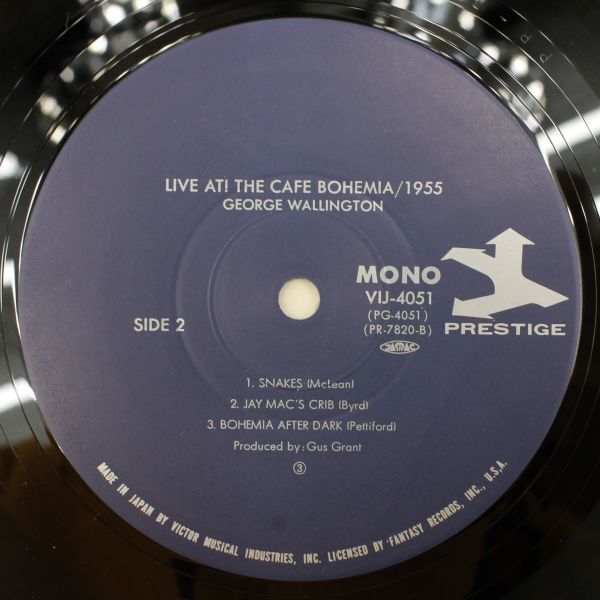 LIVE AT! THE CAFE BOHEMIA/1955
GEORGE WALLINGTON
MONO
VIJ-4051
(PG-4051)
(PR-7820-B)
JASRAC
PRESTIGE
SIDE 2
1. SNAKES (McLean)
2. JAY MAC'S CRIB (Byrd)
3. BOHEMIA AFTER DARK (Pettiford)
Produced by: Gus Grant
③
MADE IN JAPAN BY VICTOR MUSICAL INDUSTRIES, INC. LICENSED BY FANTASY RECORDS, INC., U.S.A.